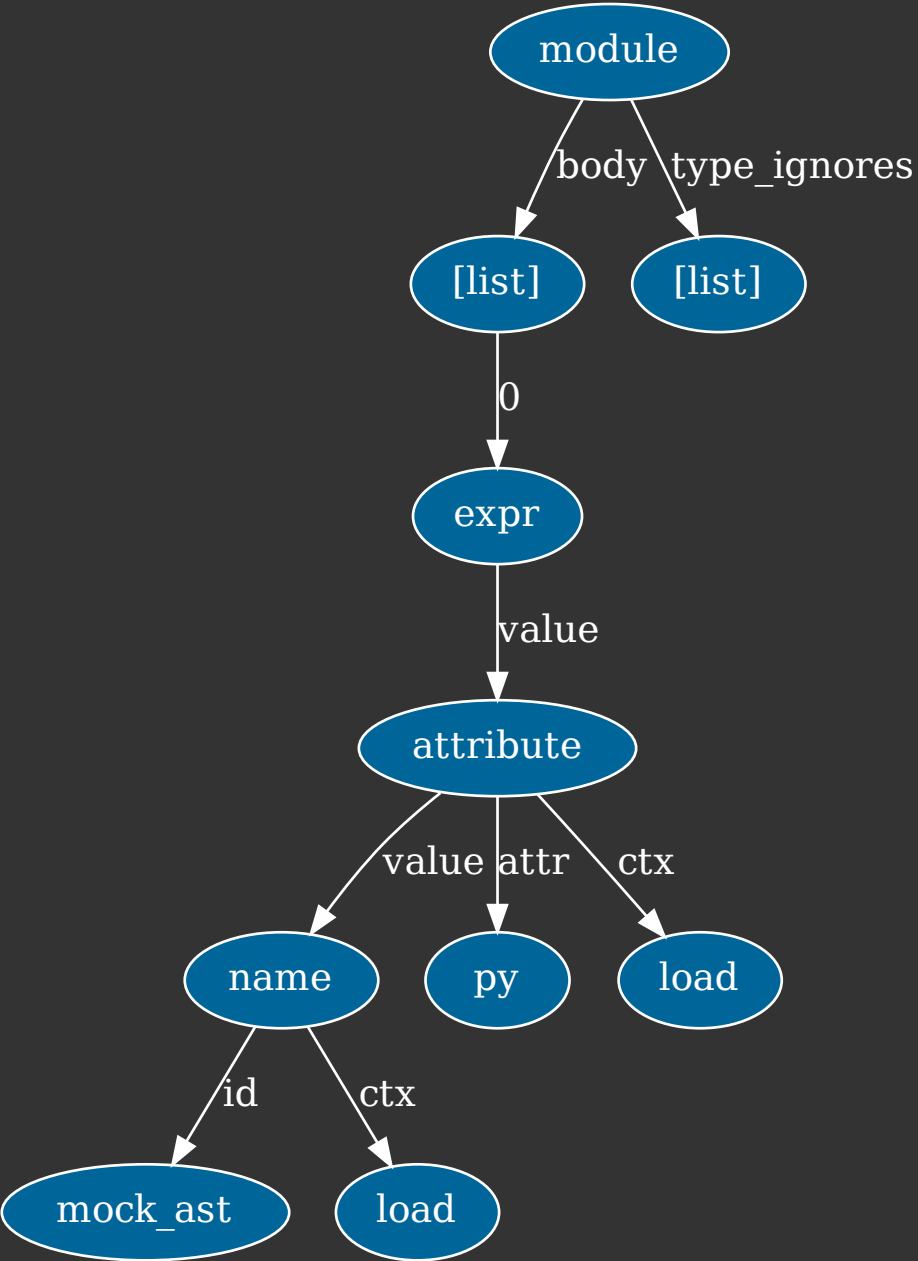 module
body type_ignores
[list] [list]
0
expr
value
attribute
value attr ctx
name py load
id ctx
mock_ast load